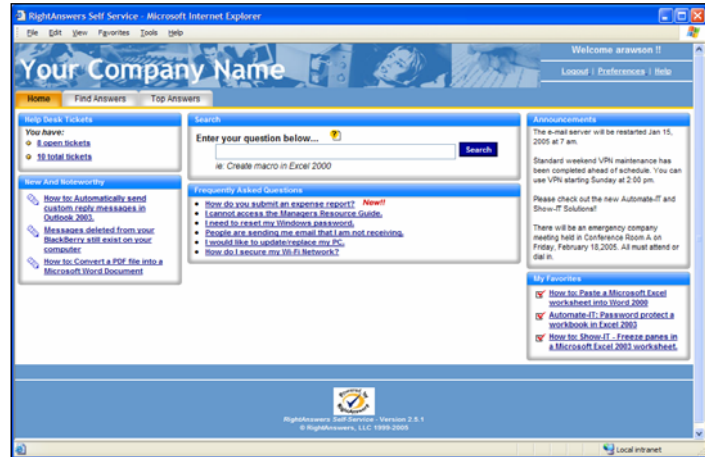 RightAnswers Self Service - Microsoft Internet Explorer
File Edit View Favorites Tools Help
Your Company Name
Welcome arawson !!
Logout | Preferences | Help
Home Find Answers Top Answers
Help Desk Tickets
You have:
8 open tickets
10 total tickets
New And Noteworthy
How to: Automatically send
custom reply messages in
Outlook 2003.
Messages deleted from your
BlackBerry still exist on your
computer
How to: Convert a PDF file into a
Microsoft Word Document
Search
Enter your question below...
Search
ie: Create macro in Excel 2000
Frequently Asked Questions
How do you submit an expense report? New!!
I cannot access the Managers Resource Guide.
I need to reset my Windows password.
People are sending me email that I am not receiving.
I would like to update/replace my PC.
How do I secure my Wi-Fi Network?
Announcements
The e-mail server will be restarted Jan 15,
2005 at 7 am.
Standard weekend VPN maintenance has
been completed ahead of schedule. You can
use VPN starting Sunday at 2:00 pm.
Please check out the new Automate-IT and
Show-IT Solutions!!
There will be an emergency company
meeting held in Conference Room A on
Friday, February 18,2005. All must attend or
dial in.
My Favorites
How to: Paste a Microsoft Excel
worksheet into Word 2000
Automate-IT: Password protect a
workbook in Excel 2003
How to: Show-IT - Freeze panes in
a Microsoft Excel 2003 worksheet.
Powered by
RightAnswers
RightAnswers Self-Service - Version 2.5.1
© RightAnswers, LLC 1999-2005
Local intranet